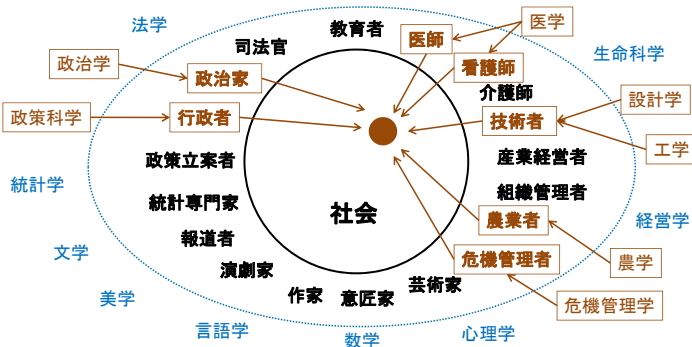 法学
教育者
医師
医学
司法官
生命科学
政治学
政治家
看護師
介護師
設計学
政策科学
行政者
技術者
工学
政策立案者
産業経営者
統計学
統計専門家
組織管理者
社会
農業者
経営学
報道者
文学
危機管理者
農学
演劇家
芸術家
美学
作家
意匠家
危機管理学
言語学
数学
心理学